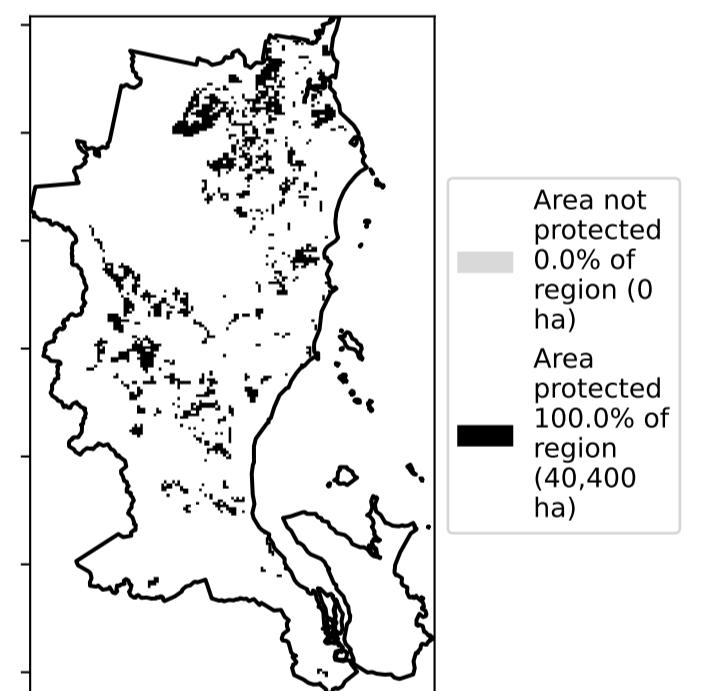 Area not
protected
0.0% of
region (0
ha)
Area
protected
100.0% of
region
(40,400
ha)